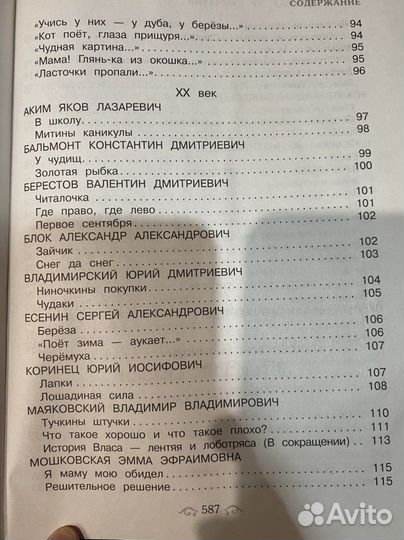 СОДЕРЖАНИЕ
«Учись у них — у дуба, у берёзы...» 94
«Кот поёт, глаза прищуря...» 94
«Чудная картина...» 95
«Мама! Глянь-ка из окошка...» 95
«Ласточки пропали...» 96
XX век
АКИМ ЯКОВ ЛАЗАРЕВИЧ
В школу. 97
Митины каникулы 98
БАЛЬМОНТ КОНСТАНТИН ДМИТРИЕВИЧ
У чудищ. 99
Золотая рыбка 100
БЕРЕСТОВ ВАЛЕНТИН ДМИТРИЕВИЧ
Читалочка 101
Где право, где лево 101
Первое сентября 102
БЛОК АЛЕКСАНДР АЛЕКСАНДРОВИЧ
Зайчик 102
Снег да снег 103
ВЛАДИМИРСКИЙ ЮРИЙ ДМИТРИЕВИЧ
Ниночкины покупки 104
Чудаки 105
ЕСЕНИН СЕРГЕЙ АЛЕКСАНДРОВИЧ
Берёза 106
«Поёт зима — аукает...» 106
Черёмуха 107
КОРИНЕЦ ЮРИЙ ИОСИФОВИЧ
Лапки 107
Лошадиная сила 108
МАЯКОВСКИЙ ВЛАДИМИР ВЛАДИМИРОВИЧ
Тучкины штучки 110
Что такое хорошо и что такое плохо? 111
История Власа — лентяя и лоботряса (В сокращении) 113
МОШКОВСКАЯ ЭММА ЭФРАИМОВНА
Я маму мою обидел 115
Решительное решение 115
587
Avito